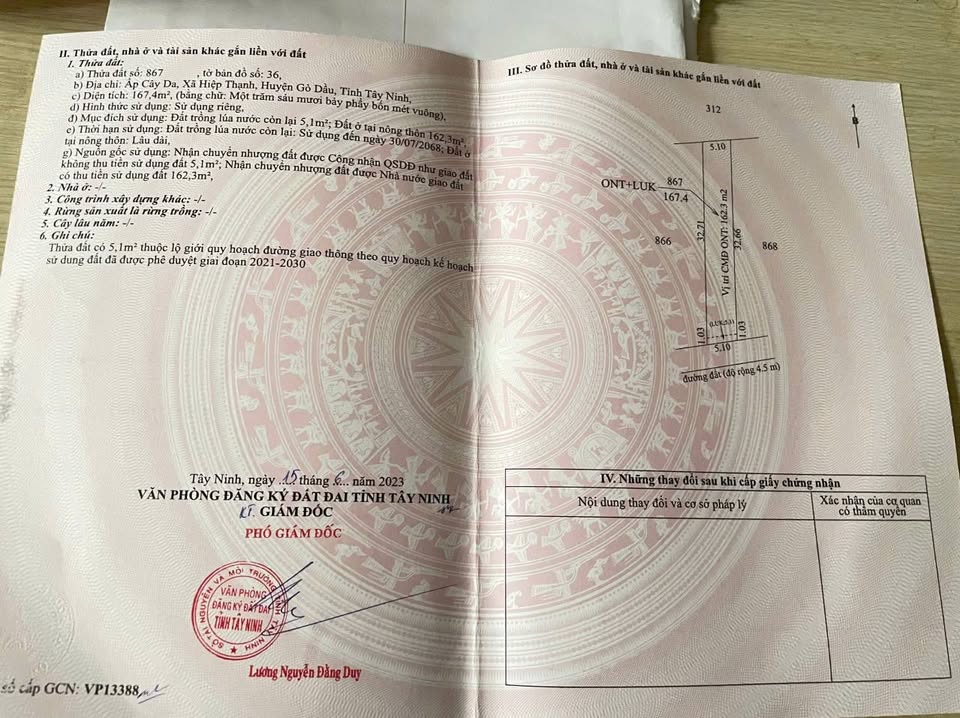 II. Thửa đất, nhà ở và tài sản khác gắn liền với đất
1. Thửa đất:
a) Thửa đất số: 867 , tờ bản đồ số: 36,
b) Địa chỉ: Ấp Cây Da, Xã Hiệp Thạnh, Huyện Gò Dầu, Tỉnh Tây Ninh,
c) Diện tích: 167,4m², (bằng chữ: Một trăm sáu mươi bảy phẩy bốn mét vuông),
d) Hình thức sử dụng: Sử dụng riêng,
đ) Mục đích sử dụng: Đất trồng lúa nước còn lại 5,1m²; Đất ở tại nông thôn 162,3m²,
e) Thời hạn sử dụng: Đất trồng lúa nước còn lại: Sử dụng đến ngày 30/07/2068; Đất ở
tại nông thôn: Lâu dài,
g) Nguồn gốc sử dụng: Nhận chuyển nhượng đất được Công nhận QSDĐ như giao đất
không thu tiền sử dụng đất 5,1m²; Nhận chuyển nhượng đất được Nhà nước giao đất
có thu tiền sử dụng đất 162,3m²,
2. Nhà ở: -/-
3. Công trình xây dựng khác: -/-
4. Rừng sản xuất là rừng trồng: -/-
5. Cây lâu năm: -/-
6. Ghi chú:
Thửa đất có 5,1m² thuộc lộ giới quy hoạch đường giao thông theo quy hoạch kế hoạch
sử dung đất đã được phê duyệt giai đoạn 2021-2030
Tây Ninh, ngày 15 tháng 6 năm 2023
VĂN PHÒNG ĐĂNG KÝ ĐẤT ĐAI TỈNH TÂY NINH
KT. GIÁM ĐỐC
PHÓ GIÁM ĐỐC
SỞ TÀI NGUYÊN VÀ MÔI TRƯỜNG TỈNH TÂY NINH
VĂN PHÒNG
ĐĂNG KÝ ĐẤT ĐAI
TỈNH TÂY NINH
Lương Nguyễn Đằng Duy
số cấp GCN: VP13388
III. Sơ đồ thửa đất, nhà ở và tài sản khác gắn liền với đất
312
B
5.10
ONT+LUK
867
167.4
32.71
Vị trí CMĐ ONT: 162.3 m2
32.66
866
868
(LUK:5.1)
1.03
1.03
5.10
đường đất (độ rộng 4.5 m)
IV. Những thay đổi sau khi cấp giấy chứng nhận
Nội dung thay đổi và cơ sở pháp lý
Xác nhận của cơ quan
có thẩm quyền